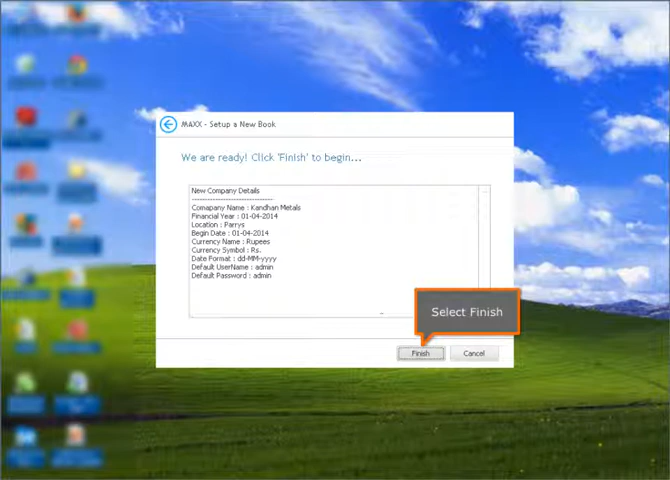 MAXX - Setup a New Book
We are ready! Click 'Finish' to begin...
New Company Details
------------------------------
Comapany Name : Kandhan Metals
Financial Year : 01-04-2014
Location : Parrys
Begin Date : 01-04-2014
Currency Name : Rupees
Currency Symbol : Rs.
Date Format : dd-MM-yyyy
Default UserName : admin
Default Password : admin
Select Finish
Finish
Cancel